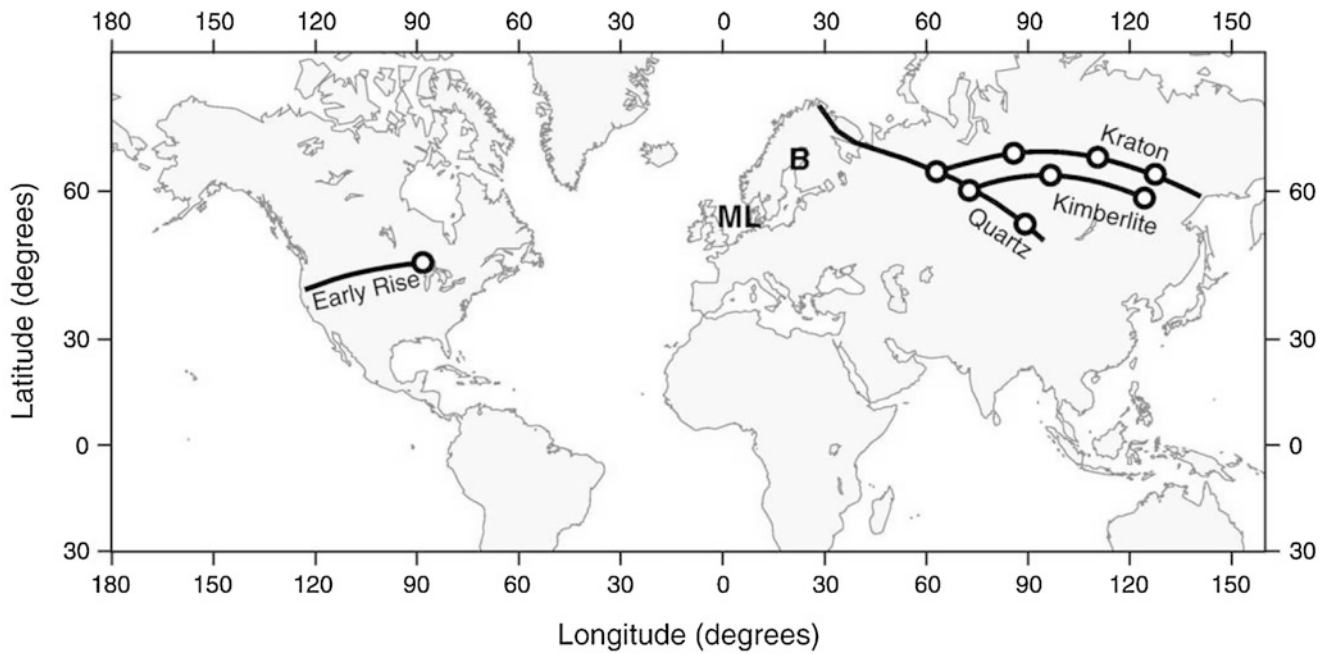 180 150 120 90 60 30 0 30 60 90 120 150
Kraton
B
60 60
ML
Kimberlite
Quartz
Early Rise
Latitude (degrees)
30 30
0 0
30 30
180 150 120 90 60 30 0 30 60 90 120 150
Longitude (degrees)